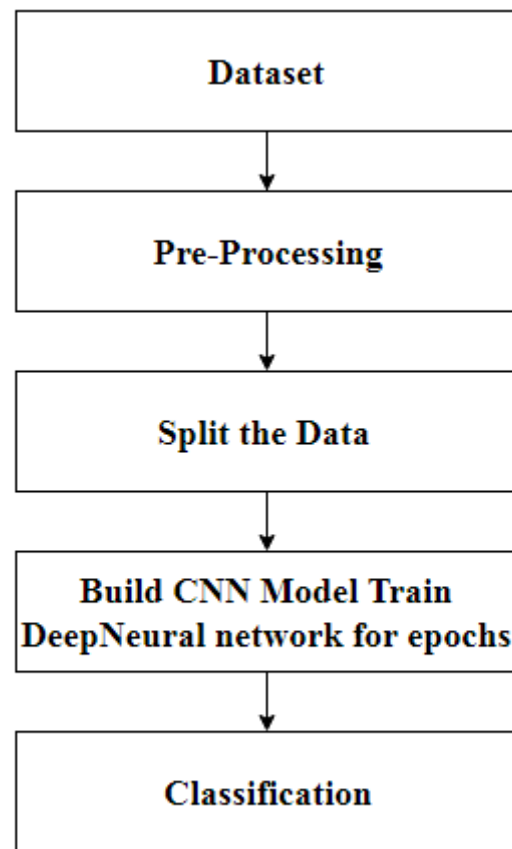 Dataset
Pre-Processing
Split the Data
Build CNN Model Train
DeepNeural network for epochs
Classification